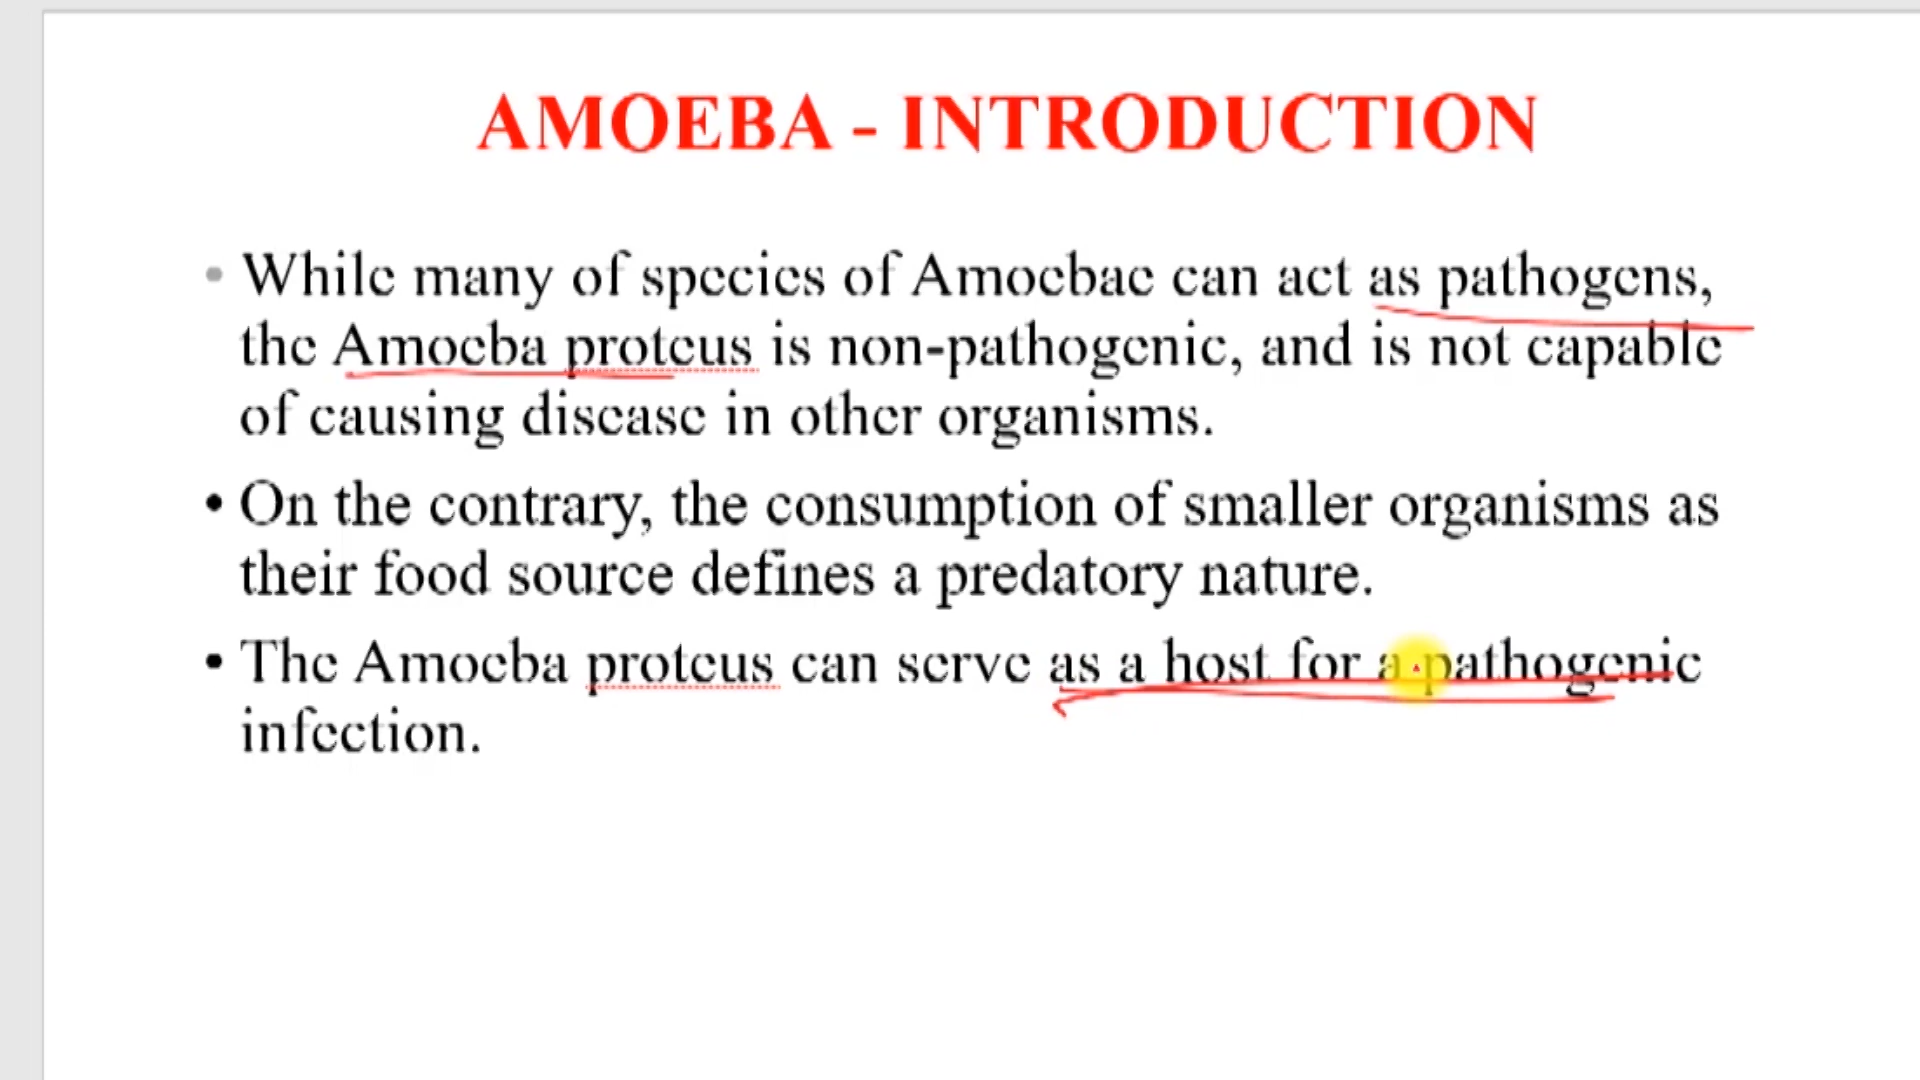 AMOEBA - INTRODUCTION
• While many of species of Amoebae can act as pathogens,
the Amoeba proteus is non-pathogenic, and is not capable
of causing disease in other organisms.
• On the contrary, the consumption of smaller organisms as
their food source defines a predatory nature.
• The Amoeba proteus can serve as a host for a pathogenic
infection.